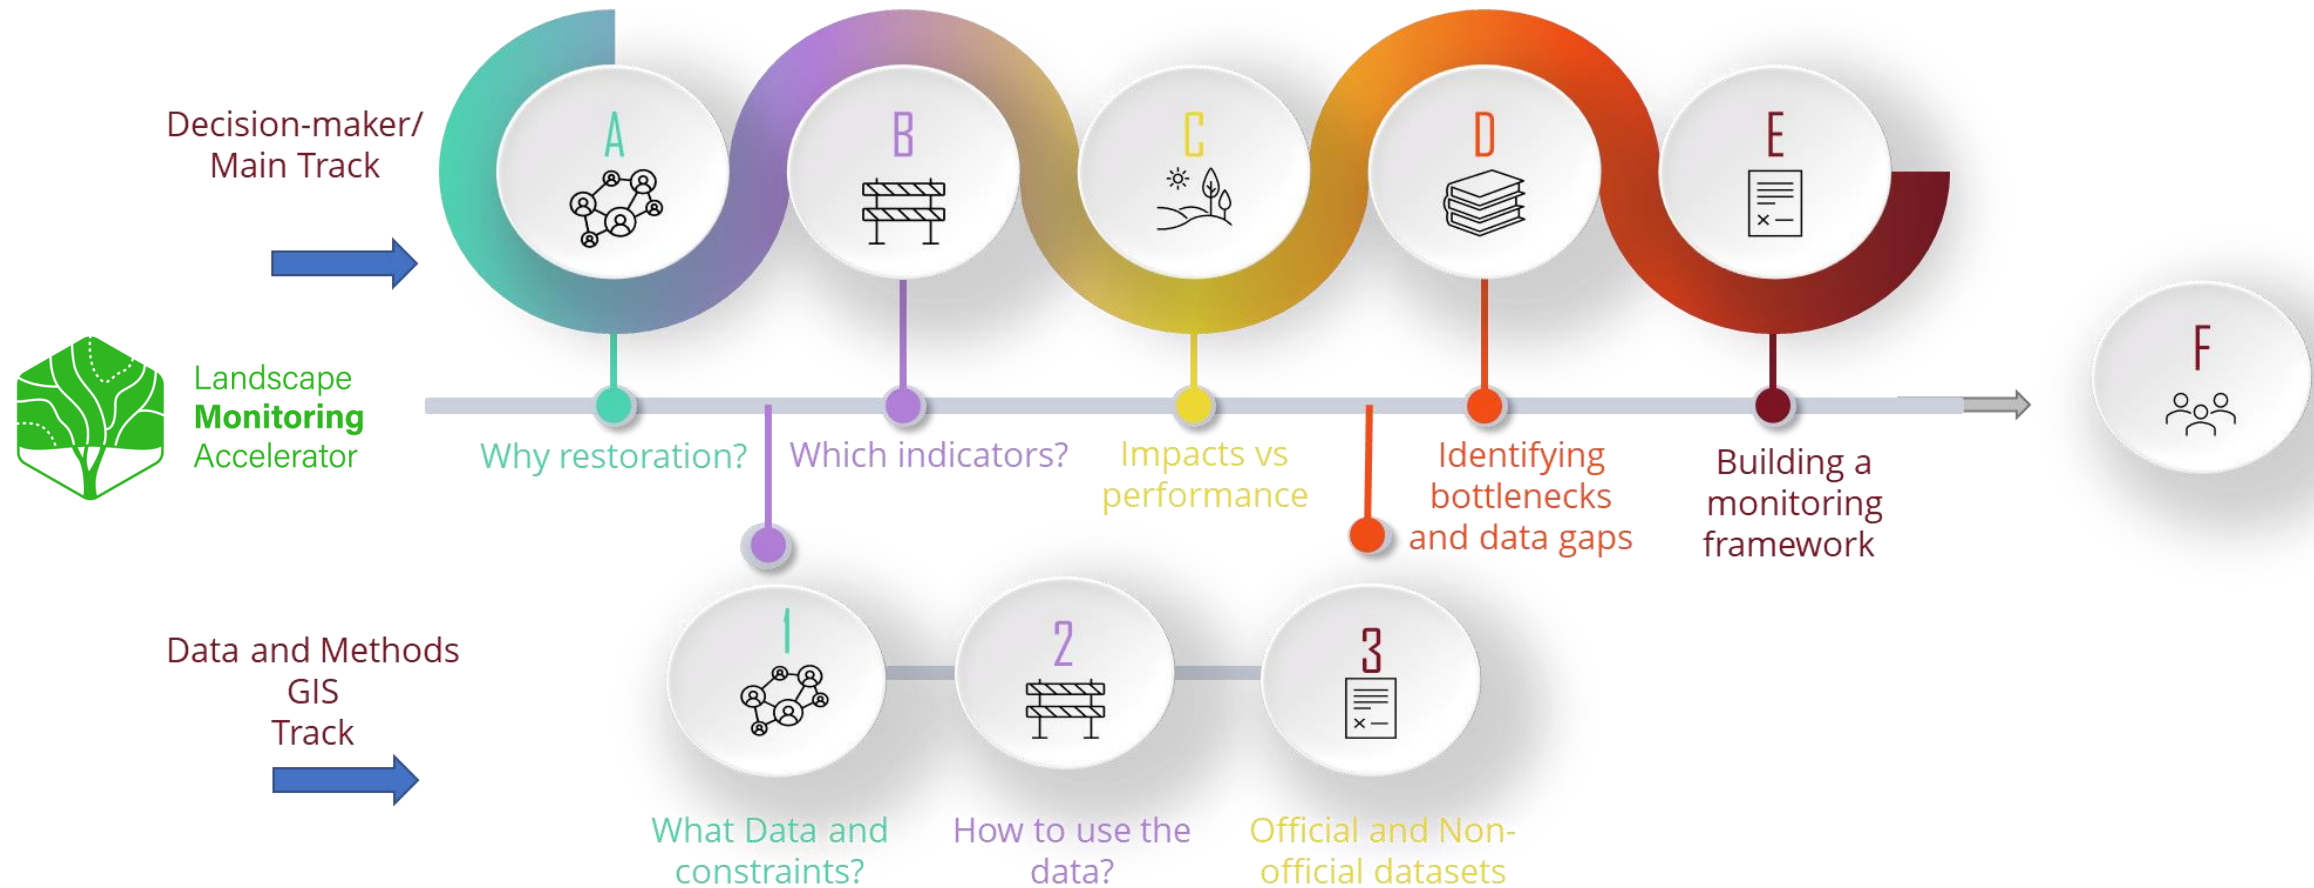 Decision-maker/
Main Track
A
B
C
D
E
F
Landscape
Monitoring
Accelerator
Why restoration?
Which indicators?
Impacts vs
performance
Identifying
bottlenecks
and data gaps
Building a
monitoring
framework
Data and Methods
GIS
Track
1
2
3
What Data and
constraints?
How to use the
data?
Official and Non-
official datasets